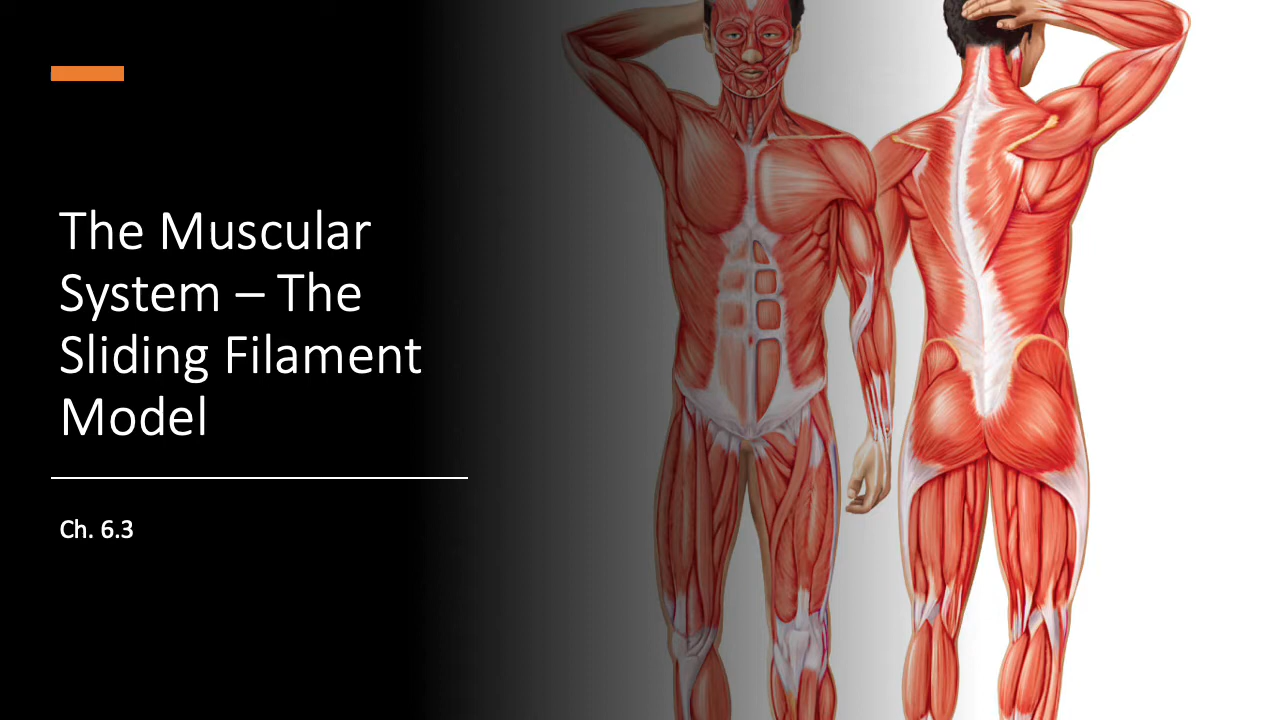 The Muscular
System – The
Sliding Filament
Model
Ch. 6.3